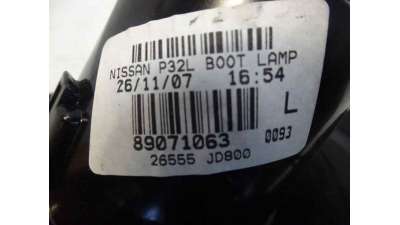 NISSAN P32L BOOT LAMP
26/11/07 16:54
L
89071063 0093
26555 JD800